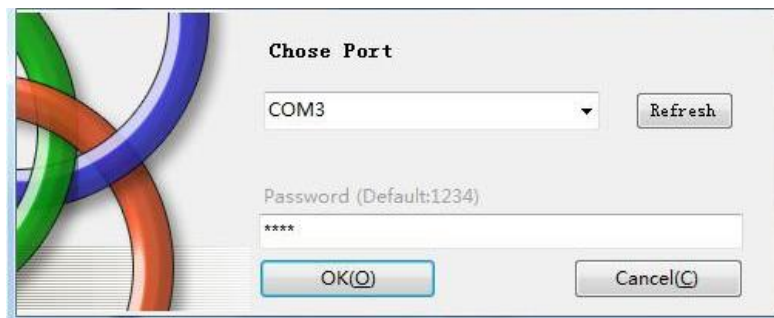 Chose Port
COM3
Refresh
Password (Default:1234)
****
OK(O)
Cancel(C)